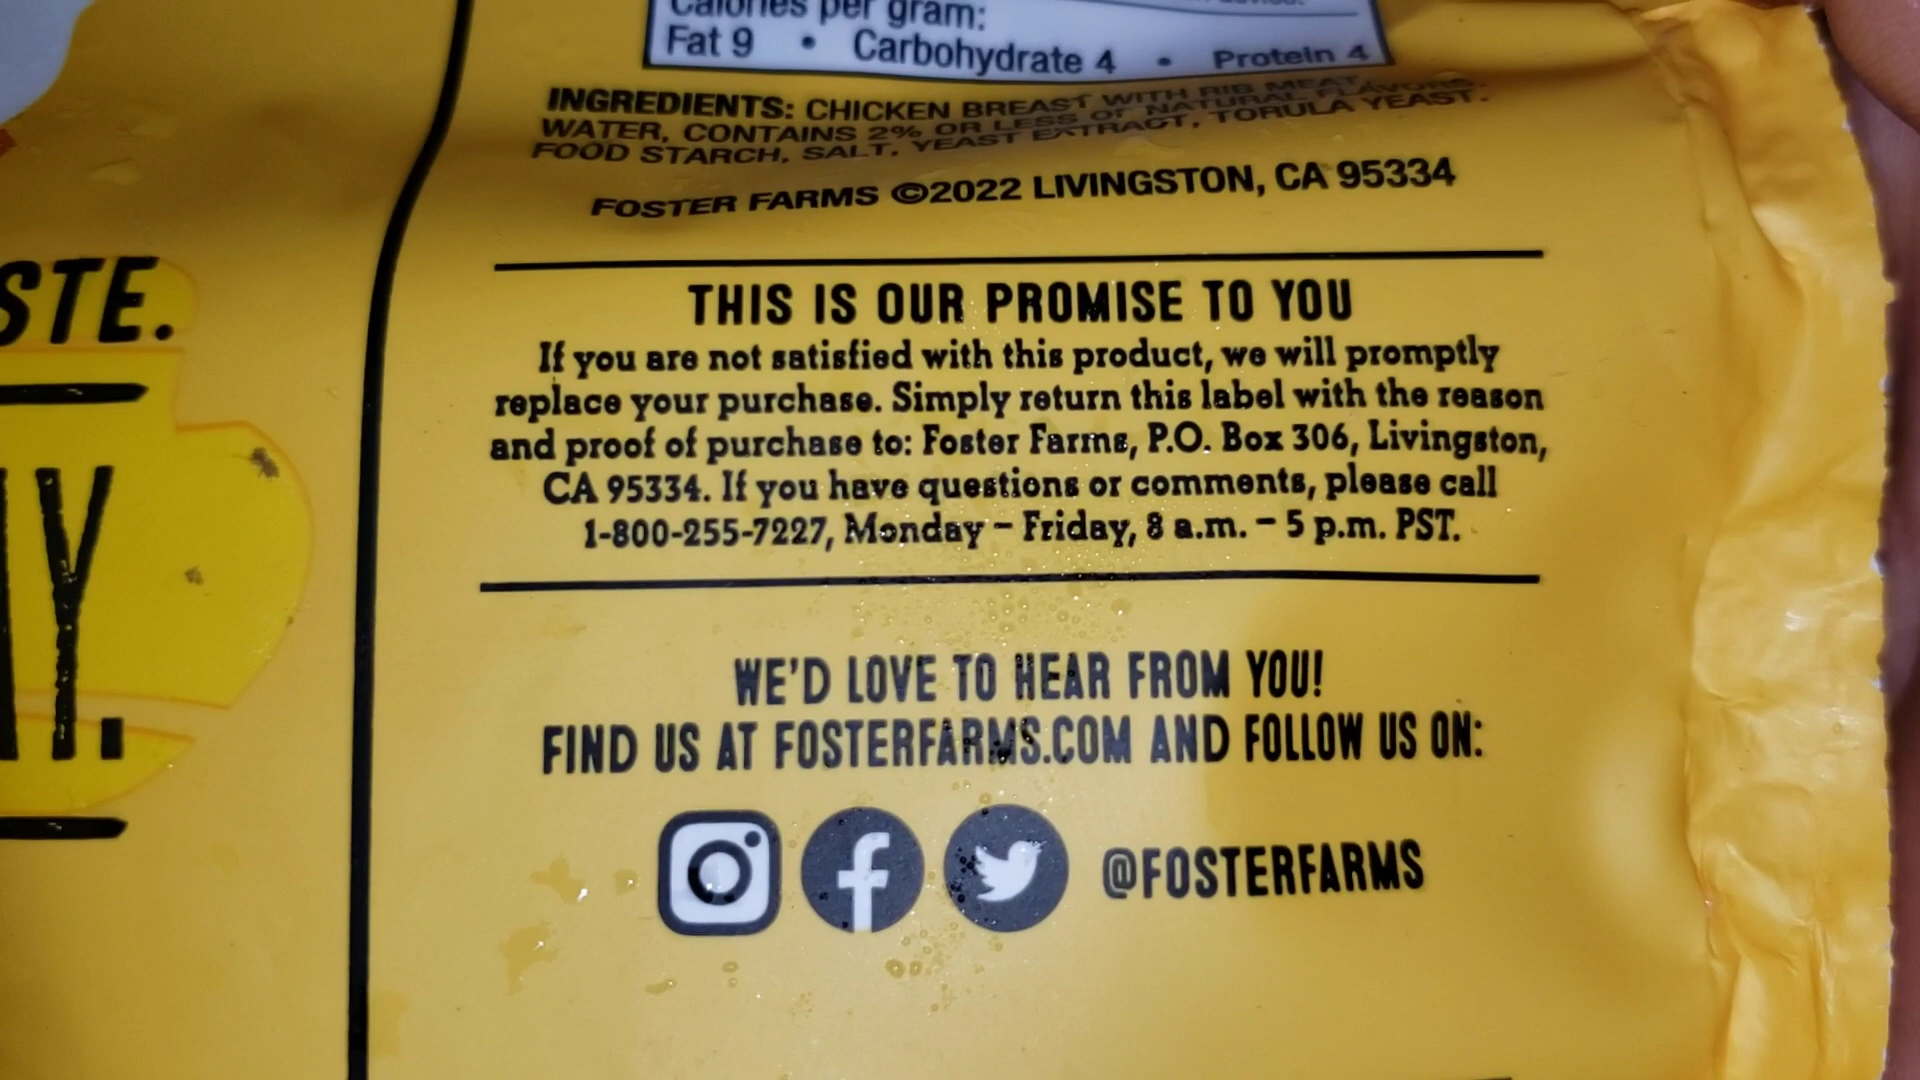 Calories per gram:
Fat 9 • Carbohydrate 4 • Protein 4
INGREDIENTS: CHICKEN BREAST WITH RIB MEAT,
WATER, CONTAINS 2% OR LESS OF NATURAL FLAVORS,
FOOD STARCH, SALT, YEAST EXTRACT, TORULA YEAST.
FOSTER FARMS ©2022 LIVINGSTON, CA 95334
STE.
Y.
THIS IS OUR PROMISE TO YOU
If you are not satisfied with this product, we will promptly
replace your purchase. Simply return this label with the reason
and proof of purchase to: Foster Farms, P.O. Box 306, Livingston,
CA 95334. If you have questions or comments, please call
1-800-255-7227, Monday – Friday, 8 a.m. – 5 p.m. PST.
WE'D LOVE TO HEAR FROM YOU!
FIND US AT FOSTERFARMS.COM AND FOLLOW US ON:
@FOSTERFARMS